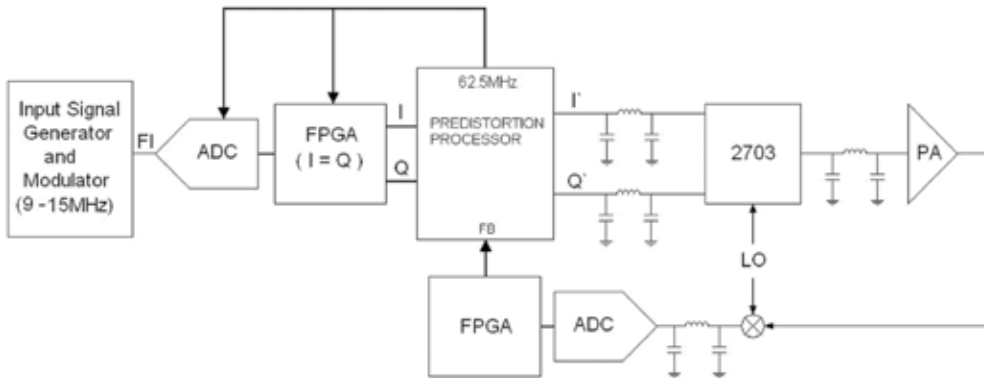 Input Signal
Generator
and
Modulator
(9 -15MHz)
FI
ADC
FPGA
( I = Q )
I
Q
62.5MHz
PREDISTORTION
PROCESSOR
FB
I`
Q`
2703
PA
LO
FPGA
ADC